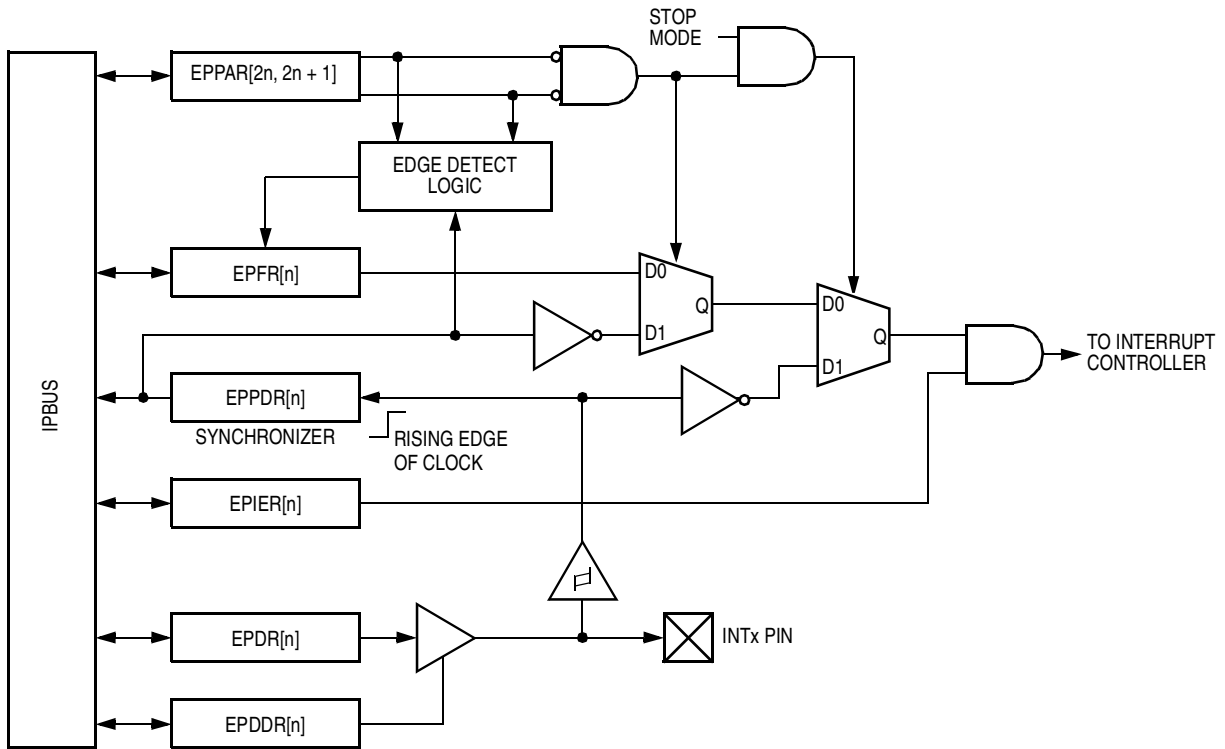 STOP
MODE
EPPAR[2n, 2n + 1]
EDGE DETECT
LOGIC
EPFR[n]
D0
Q
D1
D0
Q
D1
TO INTERRUPT
CONTROLLER
IPBUS
EPPDR[n]
SYNCHRONIZER
RISING EDGE
OF CLOCK
EPIER[n]
EPDR[n]
INTx PIN
EPDDR[n]